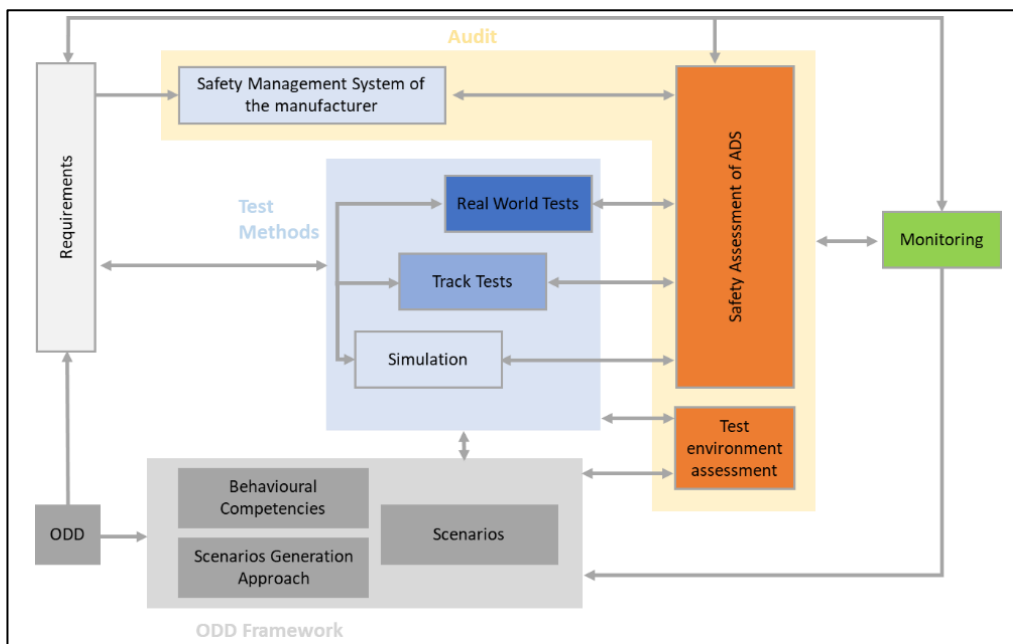 Audit
Safety Management System of
the manufacturer
Requirements
Safety Assessment of ADS
Test
Methods
Real World Tests
Track Tests
Simulation
Monitoring
Test
environment
assessment
Behavioural
Competencies
Scenarios
ODD
Scenarios Generation
Approach
ODD Framework